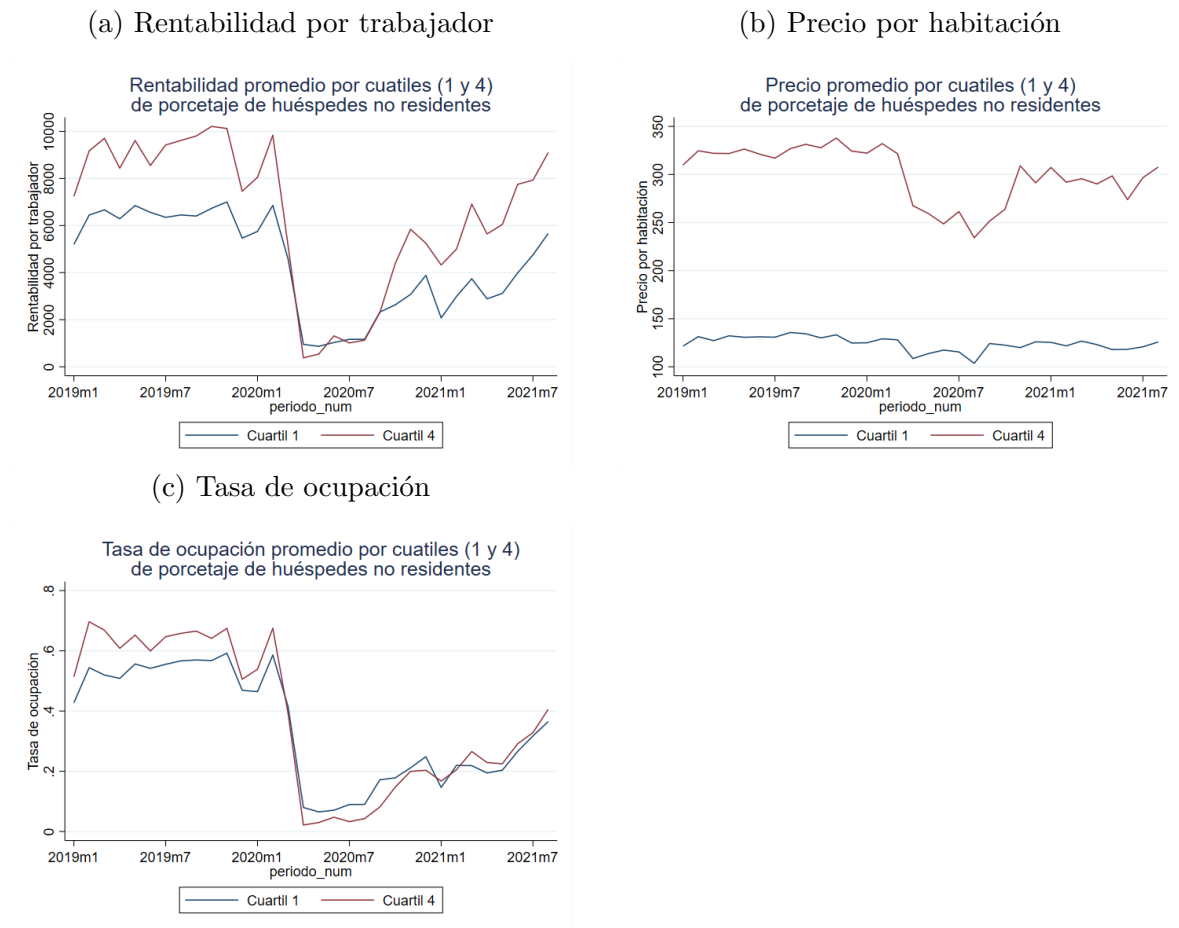 (a) Rentabilidad por trabajador
Rentabilidad promedio por cuatiles (1 y 4)
de porcetaje de huéspedes no residentes
Rentabilidad por trabajador
10000
8000
6000
4000
2000
0
2019m1 2019m7 2020m1 2020m7 2021m1 2021m7
periodo_num
Cuartil 1 Cuartil 4
(b) Precio por habitación
Precio promedio por cuatiles (1 y 4)
de porcetaje de huéspedes no residentes
Precio por habitación
350
300
250
200
150
100
2019m1 2019m7 2020m1 2020m7 2021m1 2021m7
periodo_num
Cuartil 1 Cuartil 4
(c) Tasa de ocupación
Tasa de ocupación promedio por cuatiles (1 y 4)
de porcetaje de huéspedes no residentes
Tasa de ocupación
.8
.6
.4
.2
0
2019m1 2019m7 2020m1 2020m7 2021m1 2021m7
periodo_num
Cuartil 1 Cuartil 4